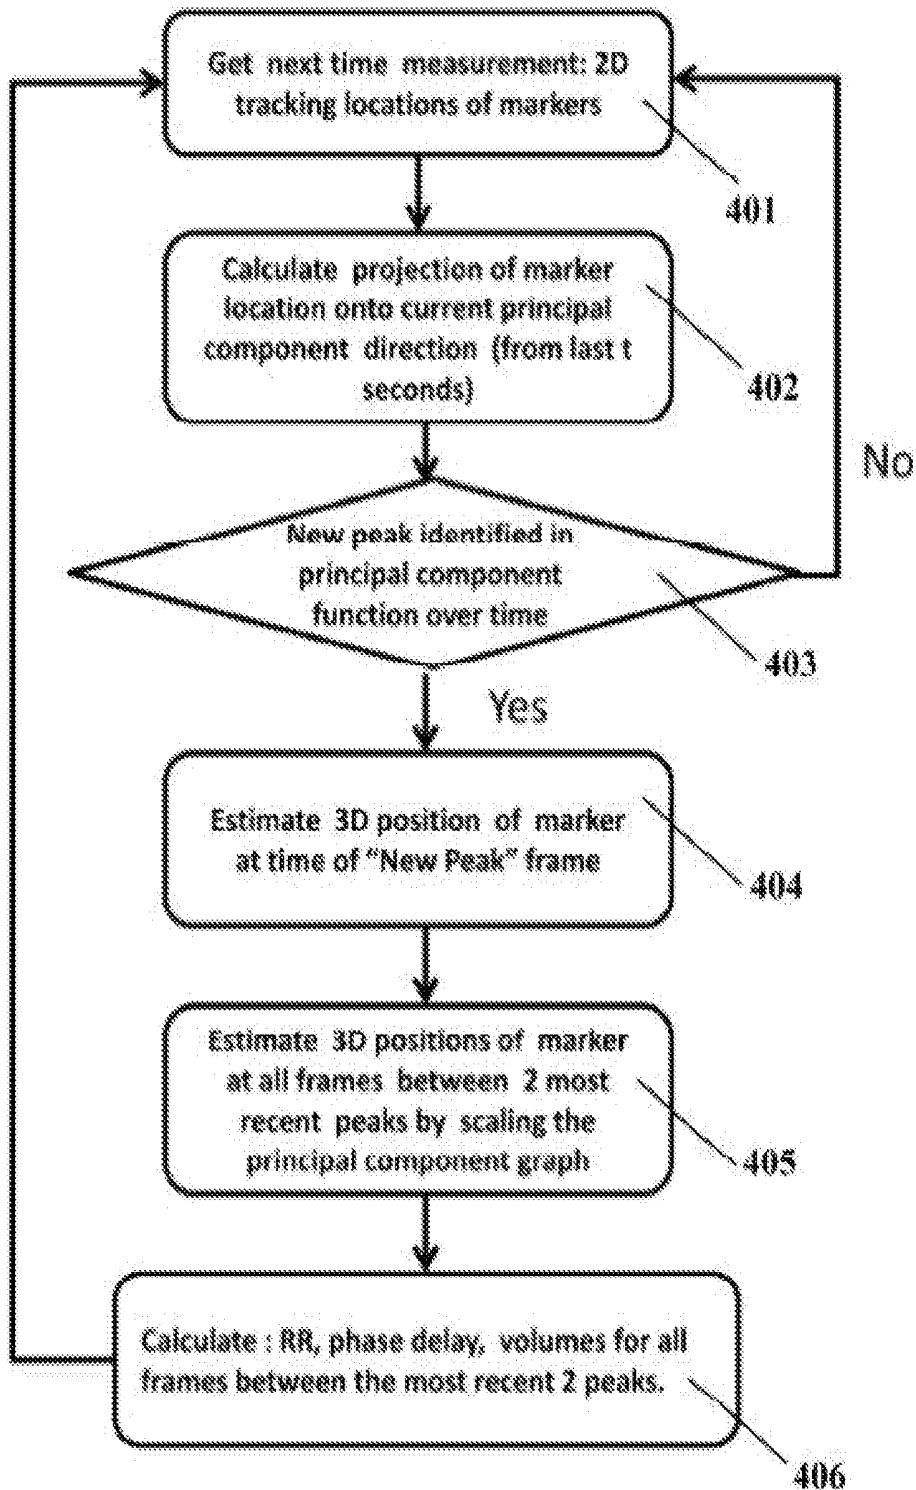 Get next time measurement: 2D
tracking locations of markers
401
Calculate projection of marker
location onto current principal
component direction (from last t
seconds)
402
No
New peak identified in
principal component
function over time
403
Yes
Estimate 3D position of marker
at time of “New Peak” frame
404
Estimate 3D positions of marker
at all frames between 2 most
recent peaks by scaling the
principal component graph
405
Calculate : RR, phase delay, volumes for all
frames between the most recent 2 peaks.
406